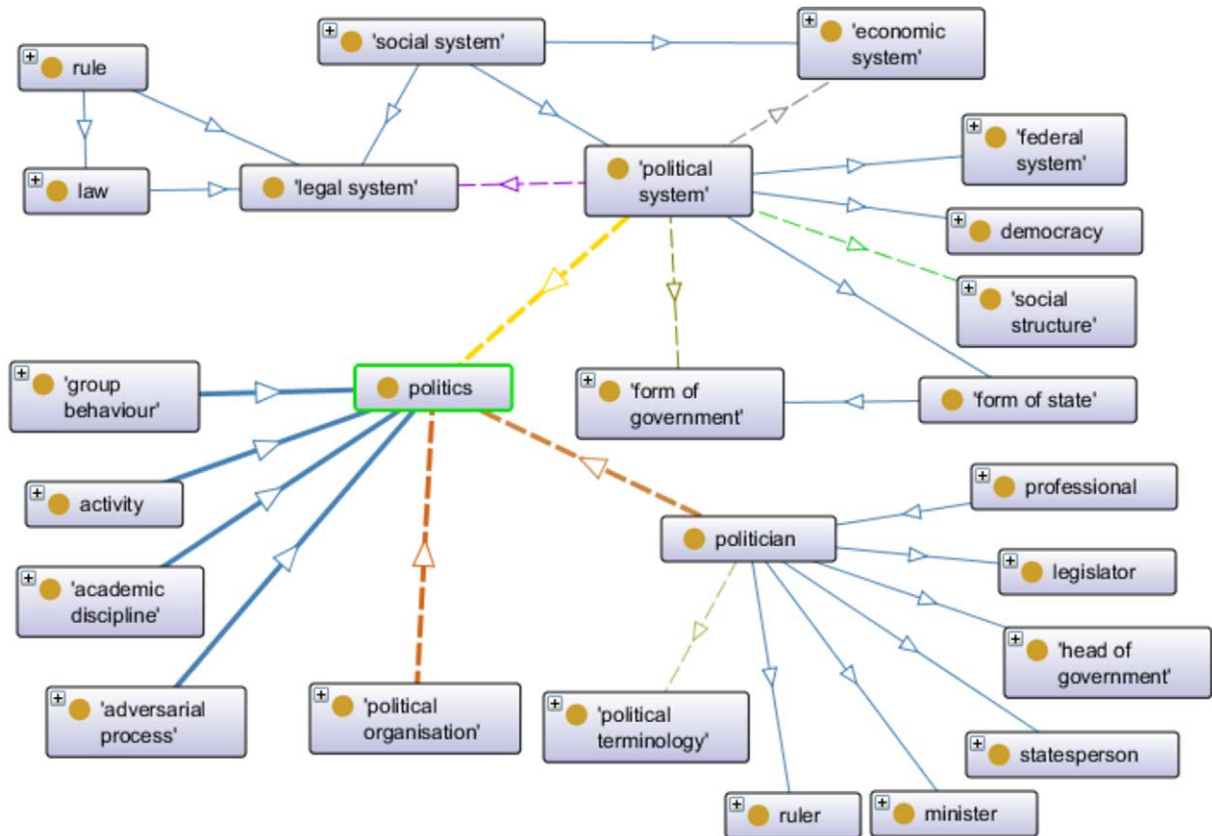 'social system'
'economic
system'
rule
'federal
system'
law
'legal system'
'political
system'
democracy
'social
structure'
'group
behaviour'
politics
'form of
government'
'form of state'
activity
professional
politician
legislator
'academic
discipline'
'head of
government'
'adversarial
process'
'political
organisation'
'political
terminology'
statesperson
ruler
minister